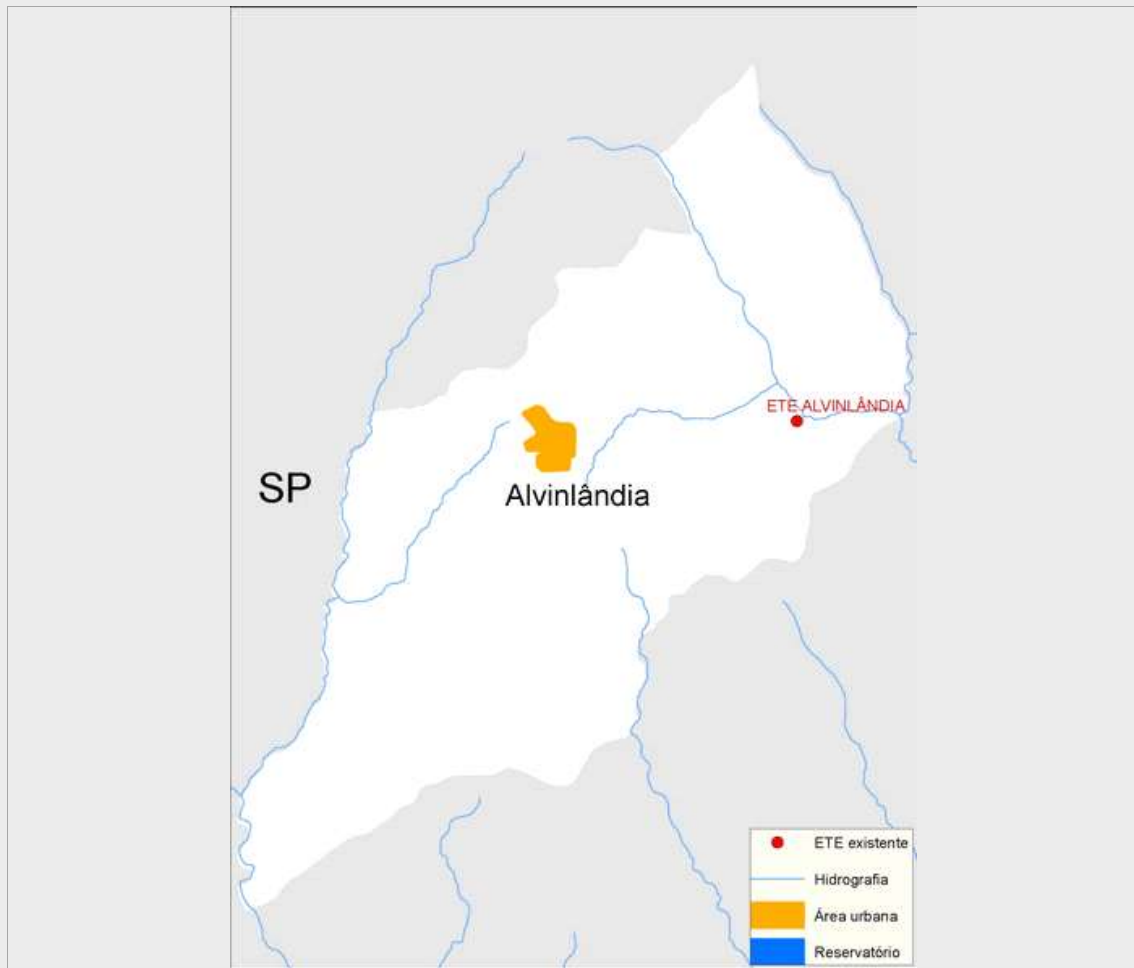 ETE ALVINLÂNDIA
SP
Alvinlândia
ETE existente
Hidrografia
Área urbana
Reservatório